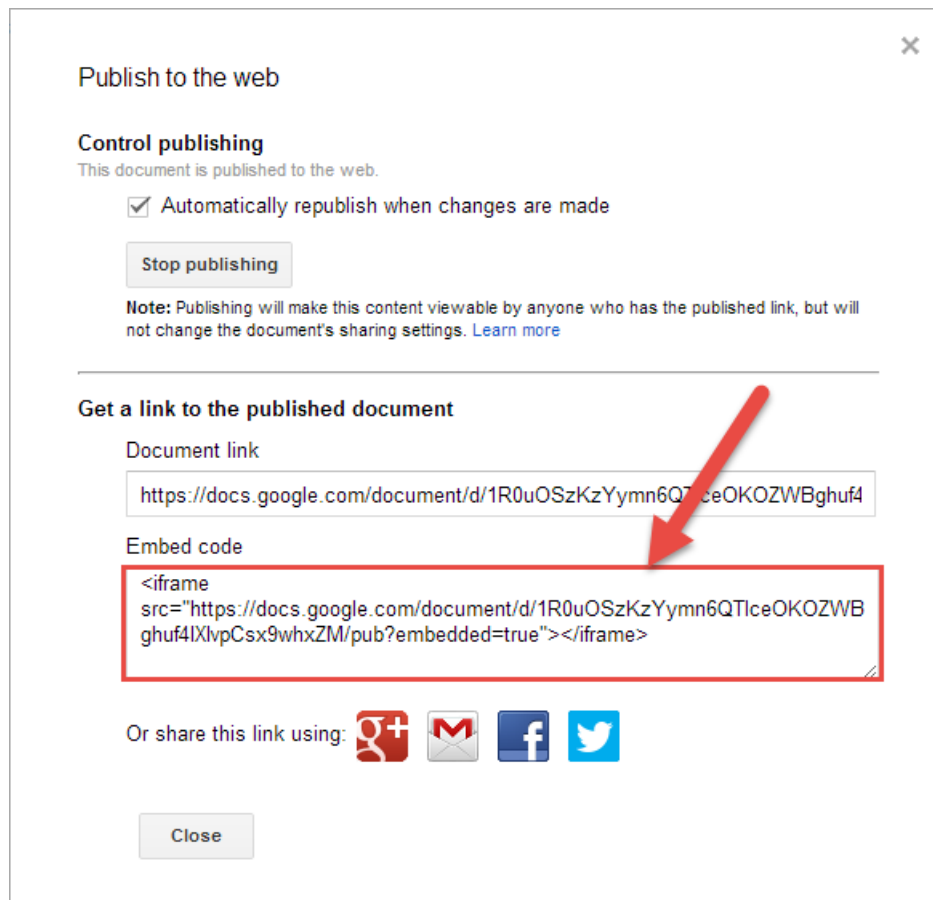 Publish to the web
Control publishing
This document is published to the web.
Automatically republish when changes are made
Stop publishing
Note: Publishing will make this content viewable by anyone who has the published link, but will
not change the document's sharing settings. Learn more
Get a link to the published document
Document link
Embed code
<iframe
src="https://docs.google.com/document/d/1R0uOSzKzYymn6QTlceOKOZWB
ghuf4lXlvpCsx9whxZM/pub?embedded=true"></iframe>
Or share this link using:
g+
f
Close